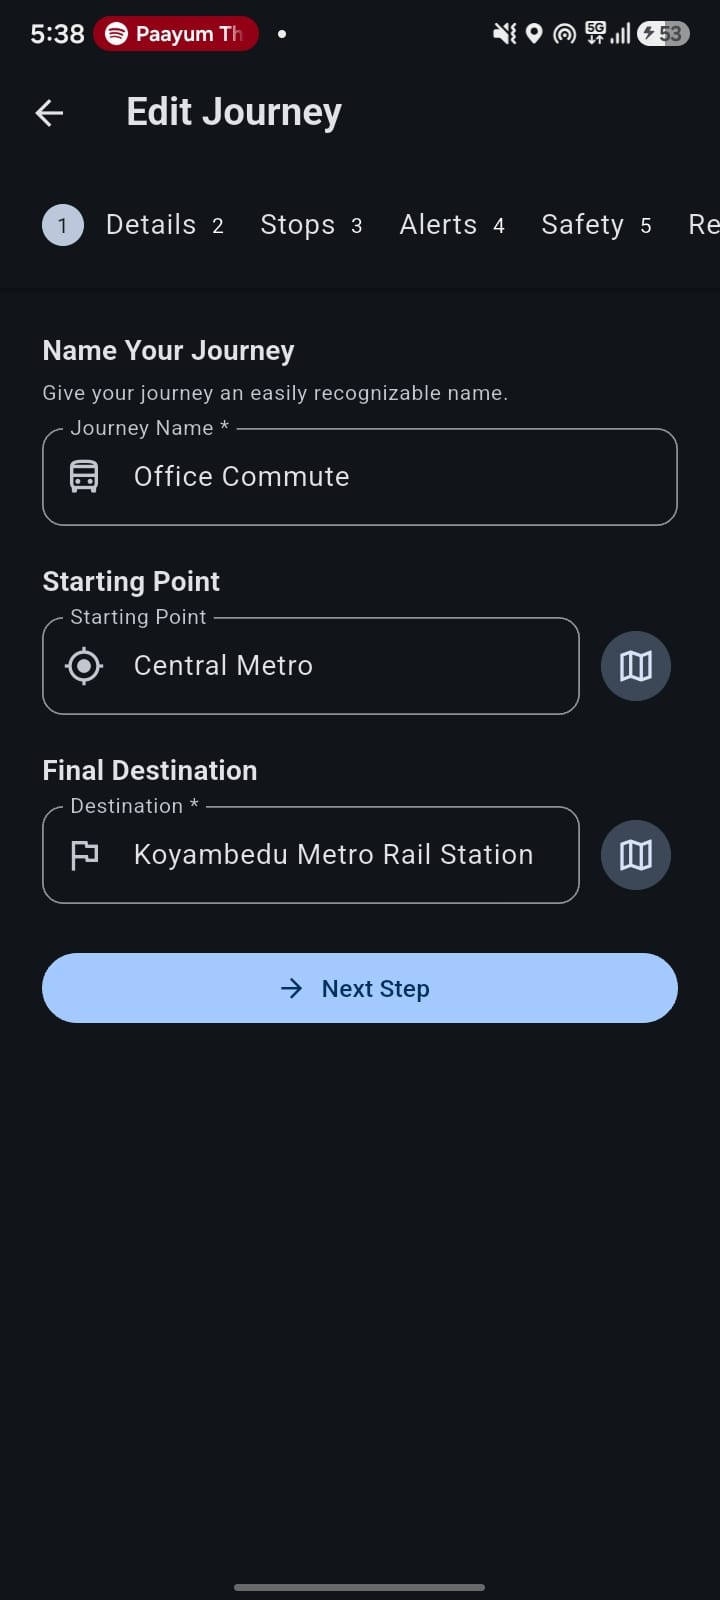 5:38 Paayum Th 5G 53
Edit Journey
1 Details 2 Stops 3 Alerts 4 Safety 5 Re
Name Your Journey
Give your journey an easily recognizable name.
Journey Name *
Office Commute
Starting Point
Starting Point
Central Metro
Final Destination
Destination *
Koyambedu Metro Rail Station
Next Step